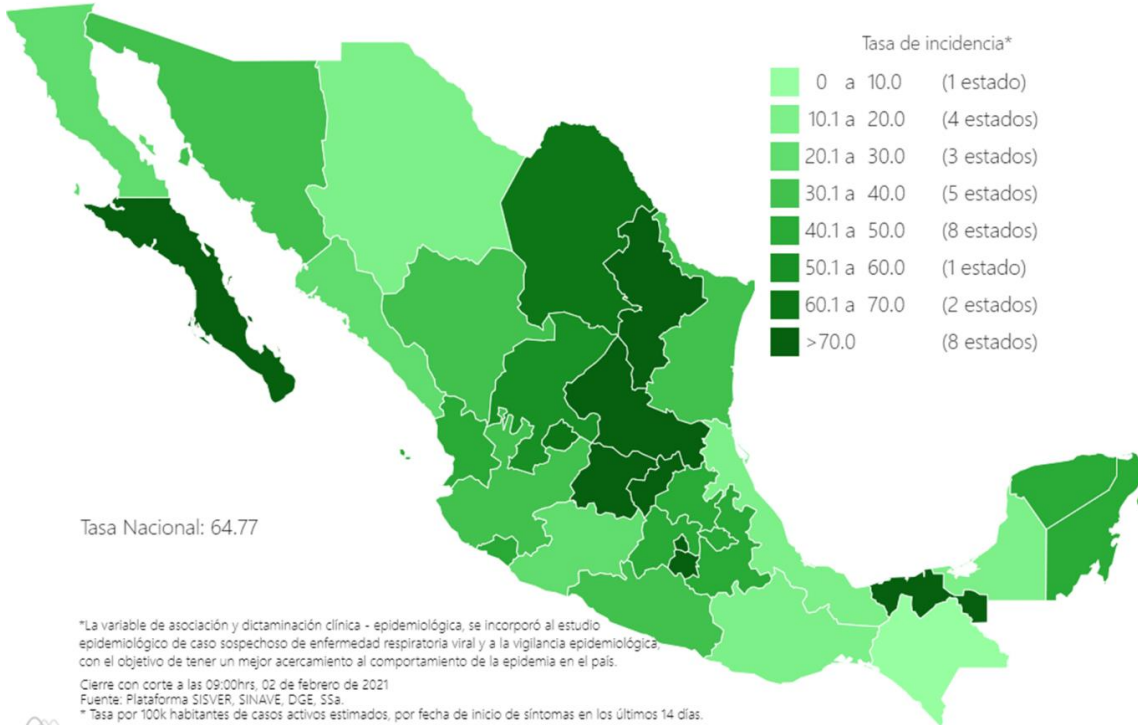 Tasa de incidencia*
0 a 10.0 (1 estado)
10.1 a 20.0 (4 estados)
20.1 a 30.0 (3 estados)
30.1 a 40.0 (5 estados)
40.1 a 50.0 (8 estados)
50.1 a 60.0 (1 estado)
60.1 a 70.0 (2 estados)
>70.0 (8 estados)
Tasa Nacional: 64.77
*La variable de asociación y dictaminación clínica - epidemiológica, se incorporó al estudio
epidemiológico de caso sospechoso de enfermedad respiratoria viral y a la vigilancia epidemiológica,
con el objetivo de tener un mejor acercamiento al comportamiento de la epidemia en el país.
Cierre con corte a las 09:00hrs, 02 de febrero de 2021
Fuente: Plataforma SISVER, SINAVE, DGE, SSa.
* Tasa por 100k habitantes de casos activos estimados, por fecha de inicio de síntomas en los últimos 14 días.